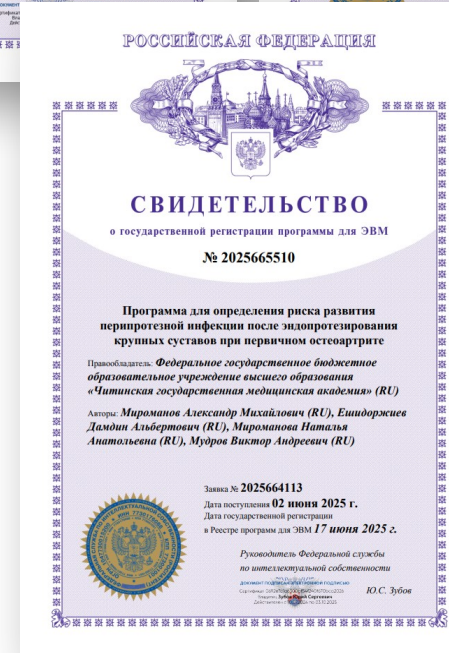 РОССИЙСКАЯ ФЕДЕРАЦИЯ
СВИДЕТЕЛЬСТВО
о государственной регистрации программы для ЭВМ
№ 2025665510
Программа для определения риска развития
перипротезной инфекции после эндопротезирования
крупных суставов при первичном остеоартрите
Правообладатель: Федеральное государственное бюджетное
образовательное учреждение высшего образования
«Читинская государственная медицинская академия» (RU)
Авторы: Мироманов Александр Михайлович (RU), Ешидоржиев
Дамдин Альбертович (RU), Мироманова Наталья
Анатольевна (RU), Мудров Виктор Андреевич (RU)
Заявка № 2025664113
Дата поступления 02 июня 2025 г.
Дата государственной регистрации
в Реестре программ для ЭВМ 17 июня 2025 г.
Руководитель Федеральной службы
по интеллектуальной собственности
ДОКУМЕНТ ПОДПИСАН ЭЛЕКТРОННОЙ ПОДПИСЬЮ
Ю.С. Зубов